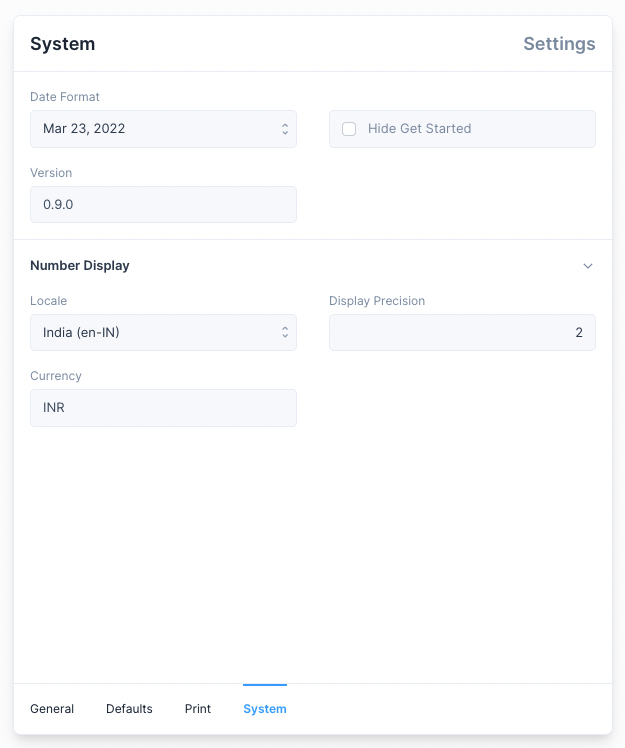 System
Settings
Date Format
Mar 23, 2022
Hide Get Started
Version
0.9.0
Number Display
Locale
Display Precision
India (en-IN)
2
Currency
INR
General
Defaults
Print
System